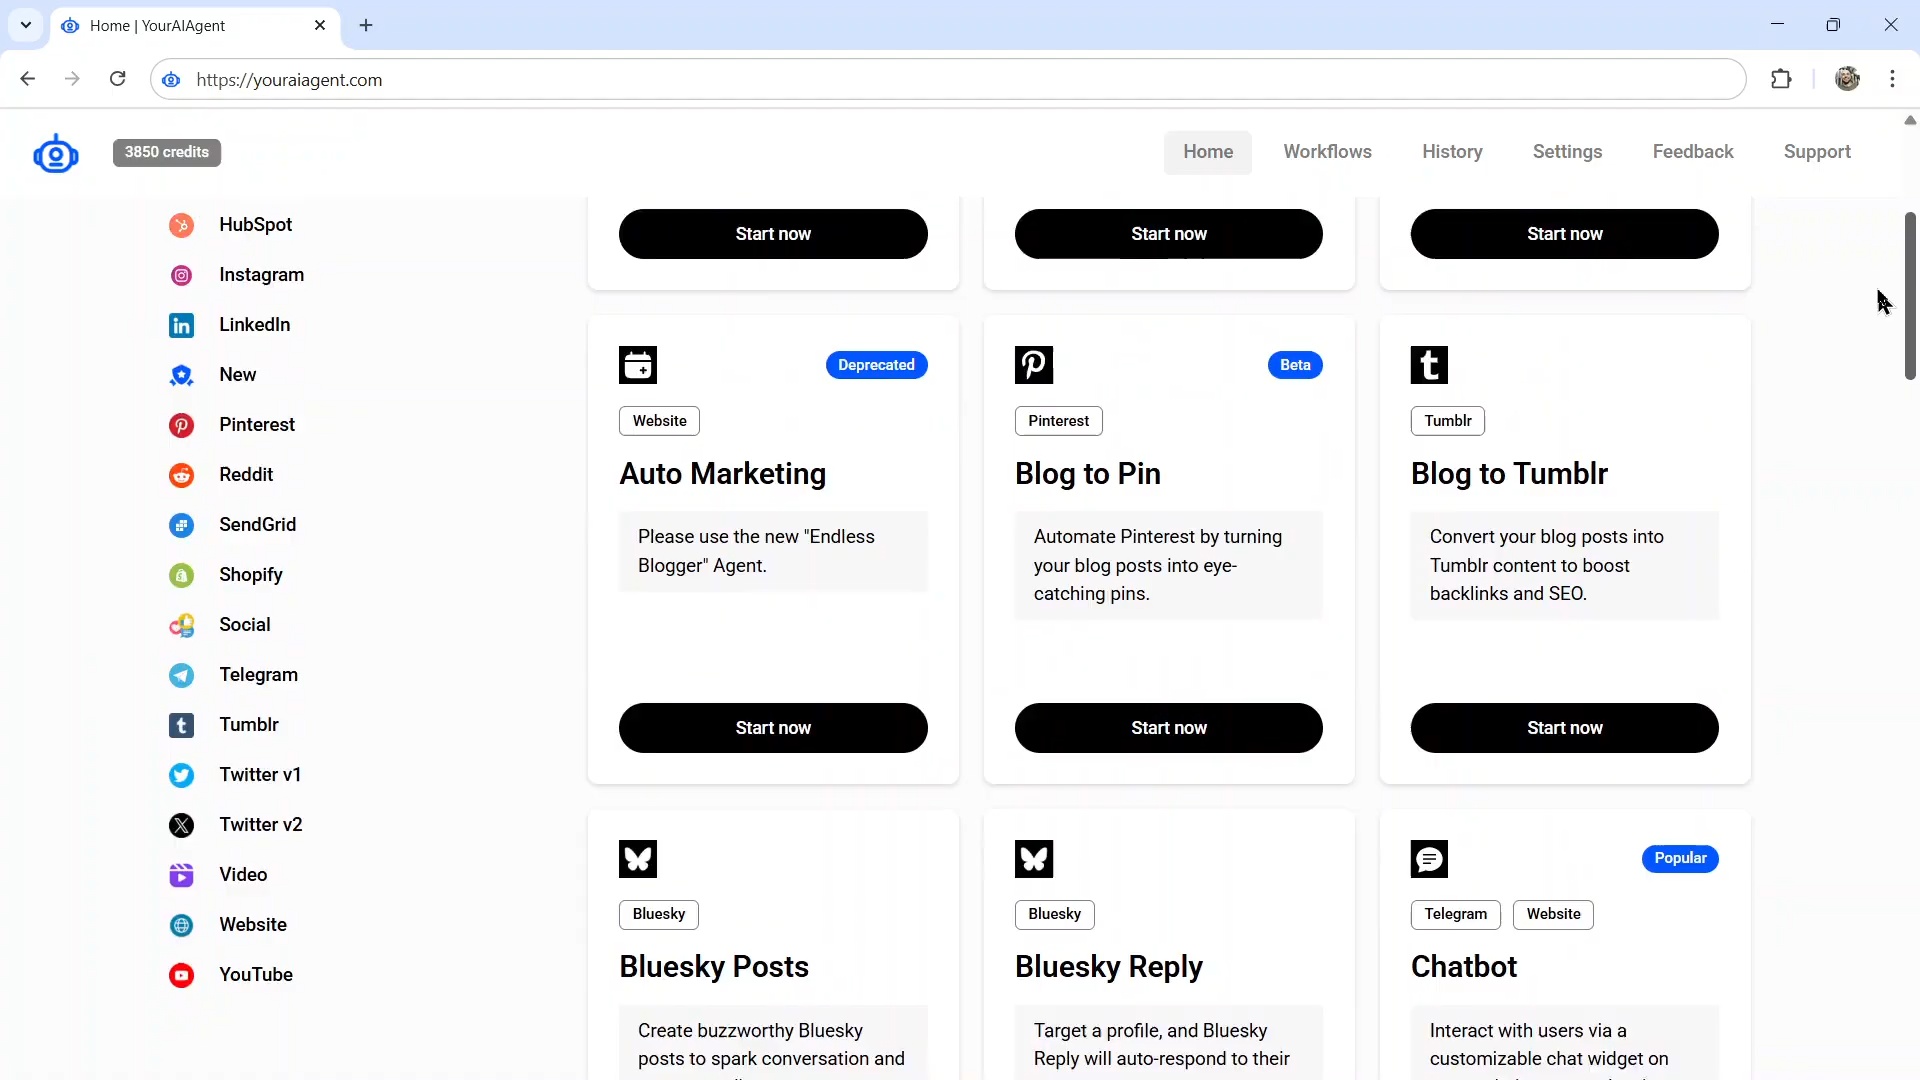 Home | YourAIAgent
https://youraiagent.com
3850 credits
Home
Workflows
History
Settings
Feedback
Support
HubSpot
Instagram
LinkedIn
New
Pinterest
Reddit
SendGrid
Shopify
Social
Telegram
Tumblr
Twitter v1
Twitter v2
Video
Website
YouTube
Start now
Start now
Start now
Deprecated
Website
Auto Marketing
Please use the new "Endless
Blogger" Agent.
Start now
Beta
Pinterest
Blog to Pin
Automate Pinterest by turning
your blog posts into eye-
catching pins.
Start now
Tumblr
Blog to Tumblr
Convert your blog posts into
Tumblr content to boost
backlinks and SEO.
Start now
Bluesky
Bluesky Posts
Create buzzworthy Bluesky
posts to spark conversation and
Bluesky
Bluesky Reply
Target a profile, and Bluesky
Reply will auto-respond to their
Popular
Telegram
Website
Chatbot
Interact with users via a
customizable chat widget on